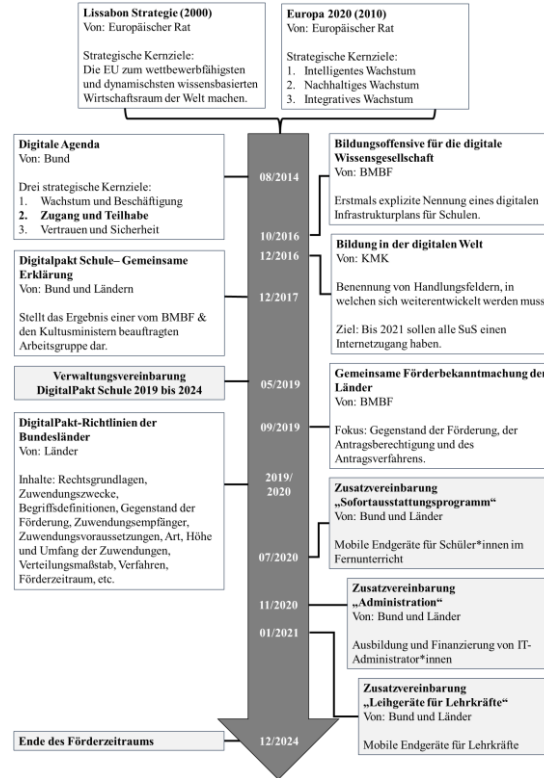 Lissabon Strategie (2000)
Von: Europäischer Rat
Strategische Kernziele:
Die EU zum wettbewerbfähigsten
und dynamischsten wissensbasierten
Wirtschaftsraum der Welt machen.
Europa 2020 (2010)
Von: Europäischer Rat
Strategische Kernziele:
1. Intelligentes Wachstum
2. Nachhaltiges Wachstum
3. Integratives Wachstum
Digitale Agenda
Von: Bund
Drei strategische Kernziele:
1. Wachstum und Beschäftigung
2. Zugang und Teilhabe
3. Vertrauen und Sicherheit
08/2014
Bildungsoffensive für die digitale
Wissensgesellschaft
Von: BMBF
Erstmals explizite Nennung eines digitalen
Infrastrukturplans für Schulen.
10/2016
12/2016
Bildung in der digitalen Welt
Von: KMK
Benennung von Handlungsfeldern, in
welchen sich weiterentwickelt werden muss
Ziel: Bis 2021 sollen alle SuS einen
Internetzugang haben.
Digitalpakt Schule– Gemeinsame
Erklärung
Von: Bund und Ländern
Stellt das Ergebnis einer vom BMBF &
den Kultusministern beauftragten
Arbeitsgruppe dar.
12/2017
Verwaltungsvereinbarung
DigitalPakt Schule 2019 bis 2024
05/2019
Gemeinsame Förderbekanntmachung der
Länder
Von: BMBF
Fokus: Gegenstand der Förderung, der
Antragsberechtigung und des
Antragsverfahrens.
09/2019
DigitalPakt-Richtlinien der
Bundesländer
Von: Länder
Inhalte: Rechtsgrundlagen,
Zuwendungszwecke,
Begriffsdefinitionen, Gegenstand der
Förderung, Zuwendungsempfänger,
Zuwendungsvoraussetzungen, Art, Höhe
und Umfang der Zuwendungen,
Verteilungsmaßstab, Verfahren,
Förderzeitraum, etc.
2019/
2020
Zusatzvereinbarung
„Sofortausstattungsprogramm“
Von: Bund und Länder
Mobile Endgeräte für Schüler*innen im
Fernunterricht
07/2020
11/2020
Zusatzvereinbarung
„Administration“
Von: Bund und Länder
Ausbildung und Finanzierung von IT-
Administrator*innen
01/2021
Zusatzvereinbarung
„Leihgeräte für Lehrkräfte“
Von: Bund und Länder
Mobile Endgeräte für Lehrkräfte
Ende des Förderzeitraums
12/2024